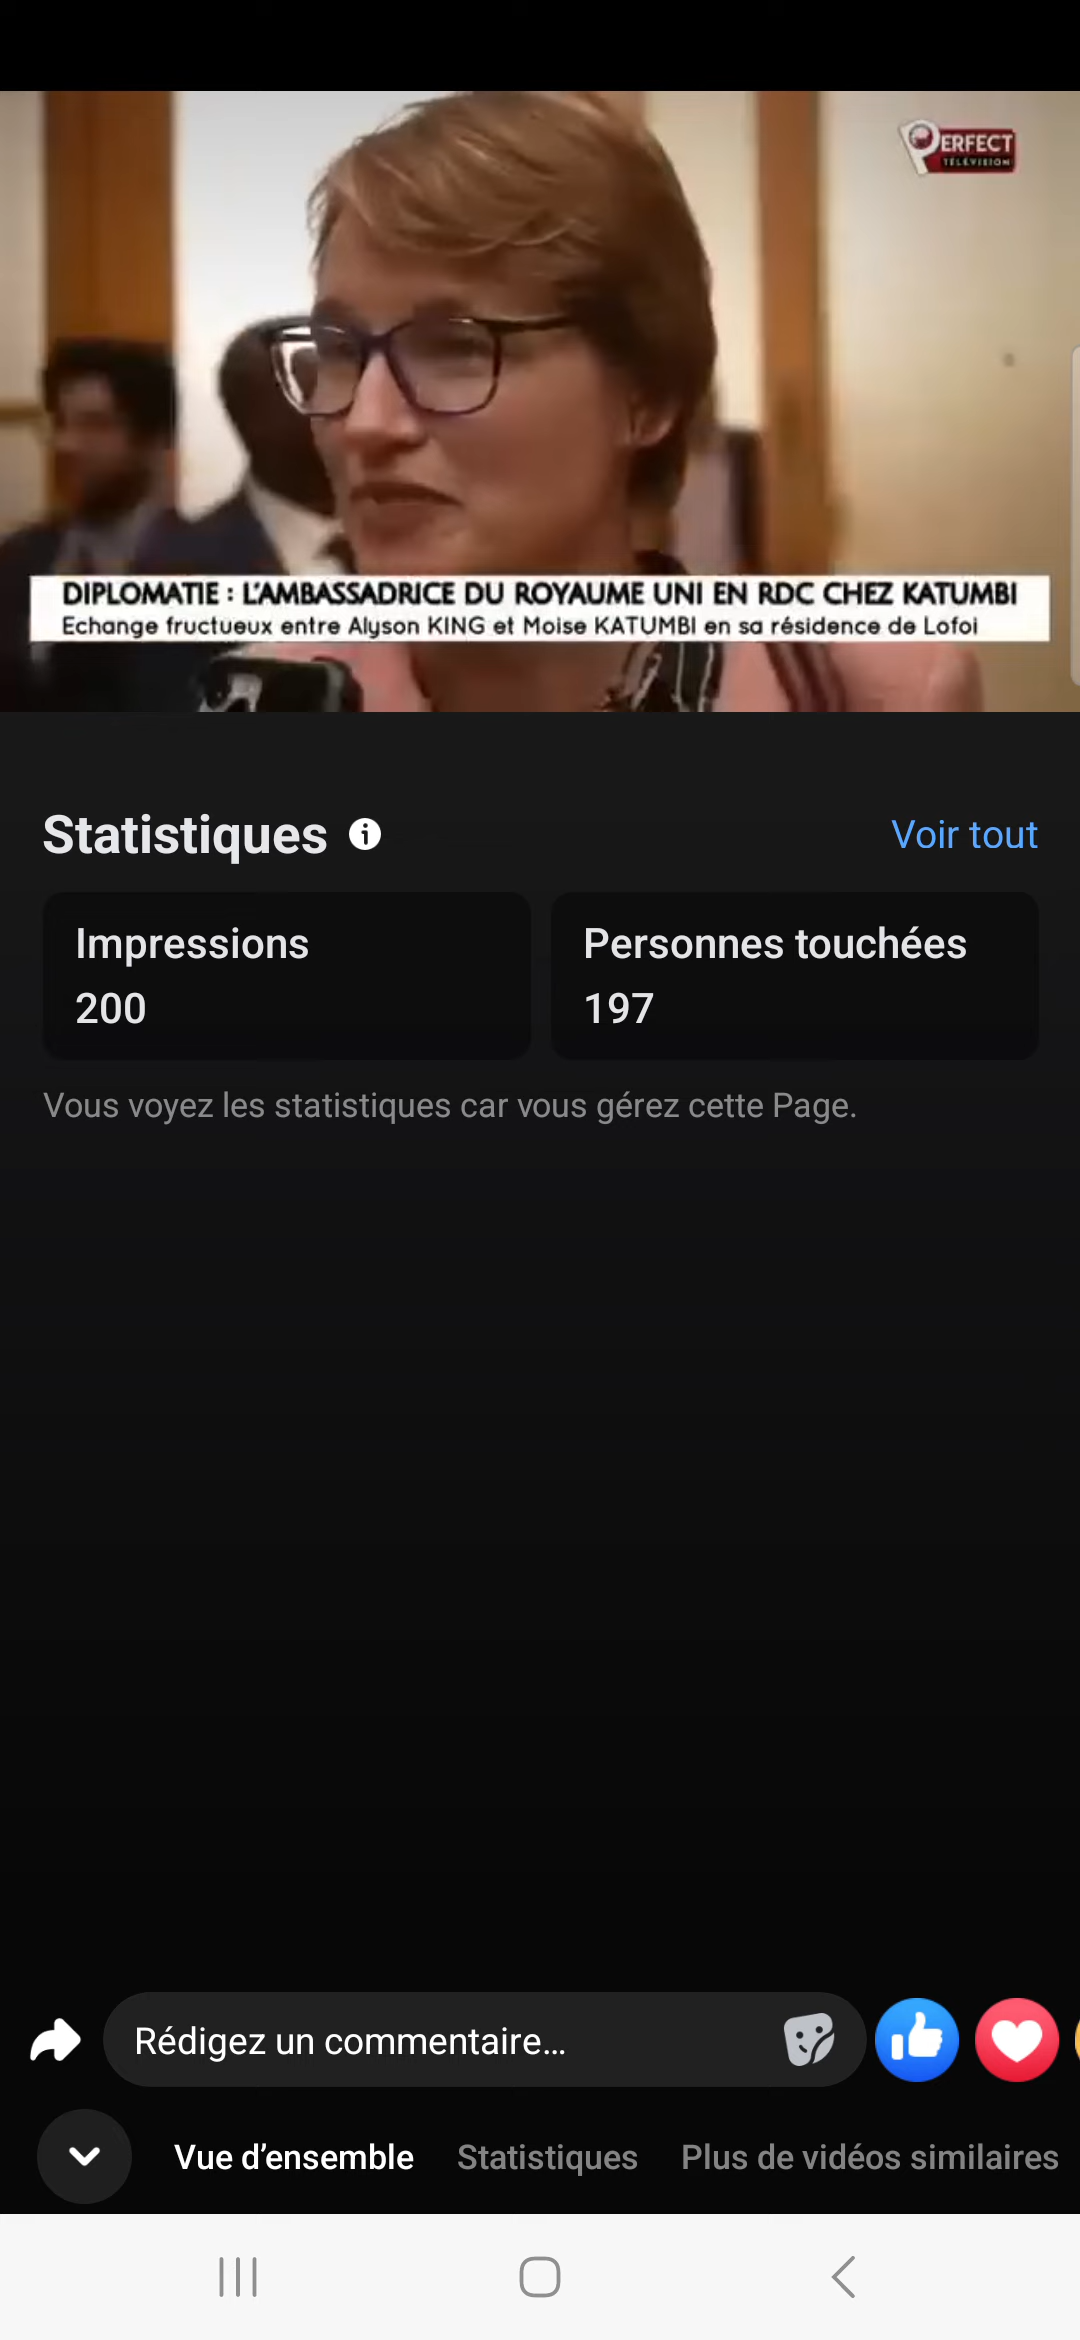 PERFECT
TÉLÉVISION
DIPLOMATIE : L'AMBASSADRICE DU ROYAUME UNI EN RDC CHEZ KATUMBI
Echange fructueux entre Alyson KING et Moise KATUMBI en sa résidence de Lofoi
Statistiques
Voir tout
Impressions
Personnes touchées
200
197
Vous voyez les statistiques car vous gérez cette Page.
Rédigez un commentaire...
Vue d’ensemble
Statistiques
Plus de vidéos similaires